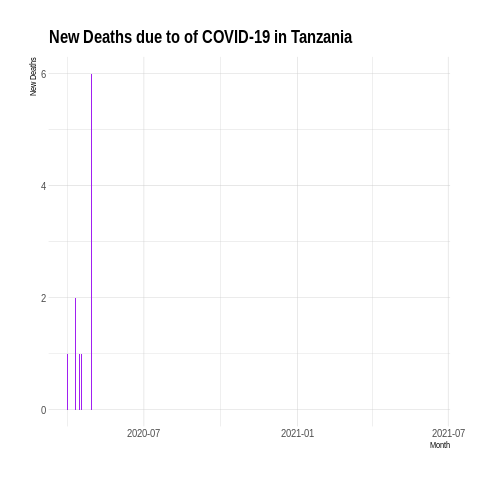 New Deaths due to of COVID-19 in Tanzania
New Deaths
6
4
2
0
2020-07
2021-01
2021-07
Month